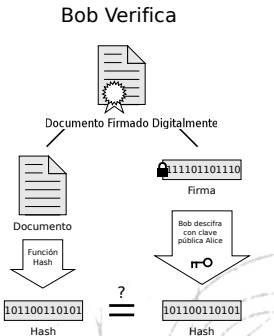 Bob Verifica
Documento Firmado Digitalmente
111101101110
Firma
Documento
Función
Hash
Bob descifra
con clave
pública Alice
?
=
101100110101
Hash
101100110101
Hash